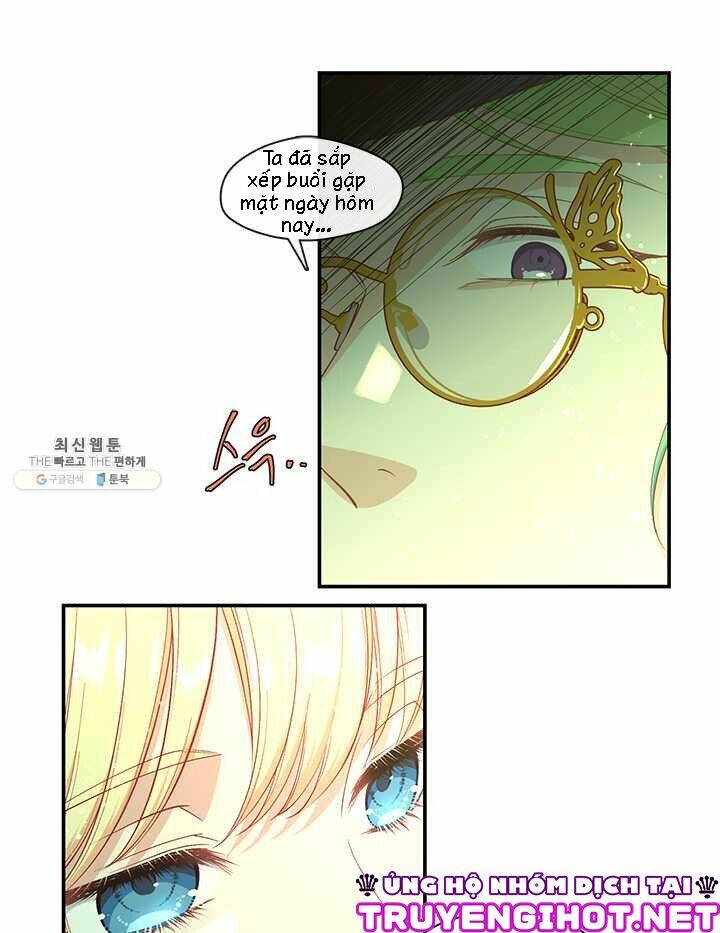 Ta đã sắp
xếp buổi gặp
mặt ngày hôm
nay...
스윽..
최신웹툰
THE 빠르고 THE 편하게
구글검색 툰북
ỦNG HỘ NHÓM DỊCH TẠI
TRUYENGIHOT.NET